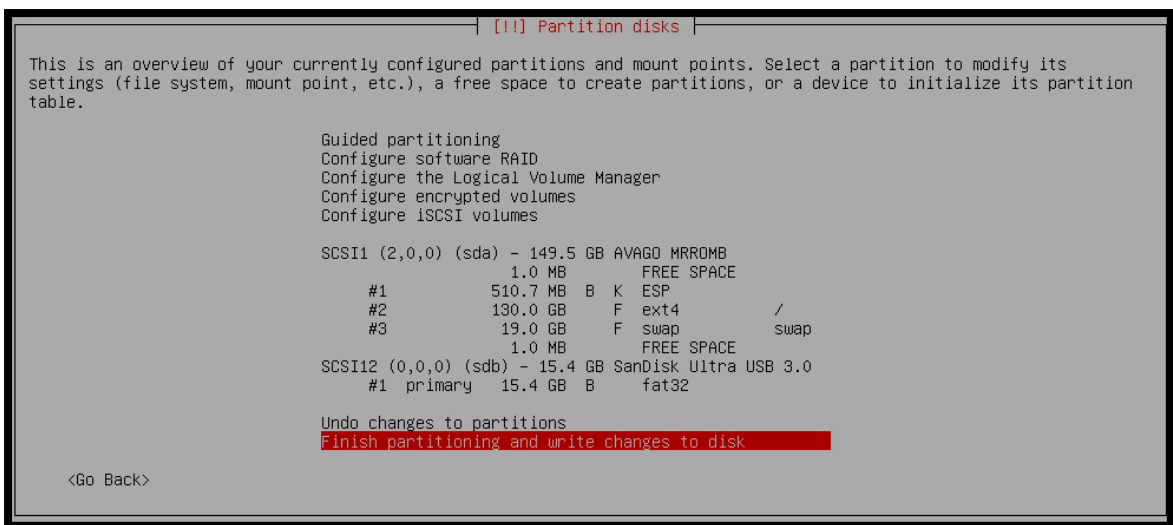 [!!] Partition disks
This is an overview of your currently configured partitions and mount points. Select a partition to modify its
settings (file system, mount point, etc.), a free space to create partitions, or a device to initialize its partition
table.
Guided partitioning
Configure software RAID
Configure the Logical Volume Manager
Configure encrypted volumes
Configure iSCSI volumes
SCSI1 (2,0,0) (sda) - 149.5 GB AVAGO MRROMB
1.0 MB FREE SPACE
#1 510.7 MB B K ESP
#2 130.0 GB F ext4 /
#3 19.0 GB F swap swap
1.0 MB FREE SPACE
SCSI12 (0,0,0) (sdb) - 15.4 GB SanDisk Ultra USB 3.0
#1 primary 15.4 GB B fat32
Undo changes to partitions
Finish partitioning and write changes to disk
<Go Back>